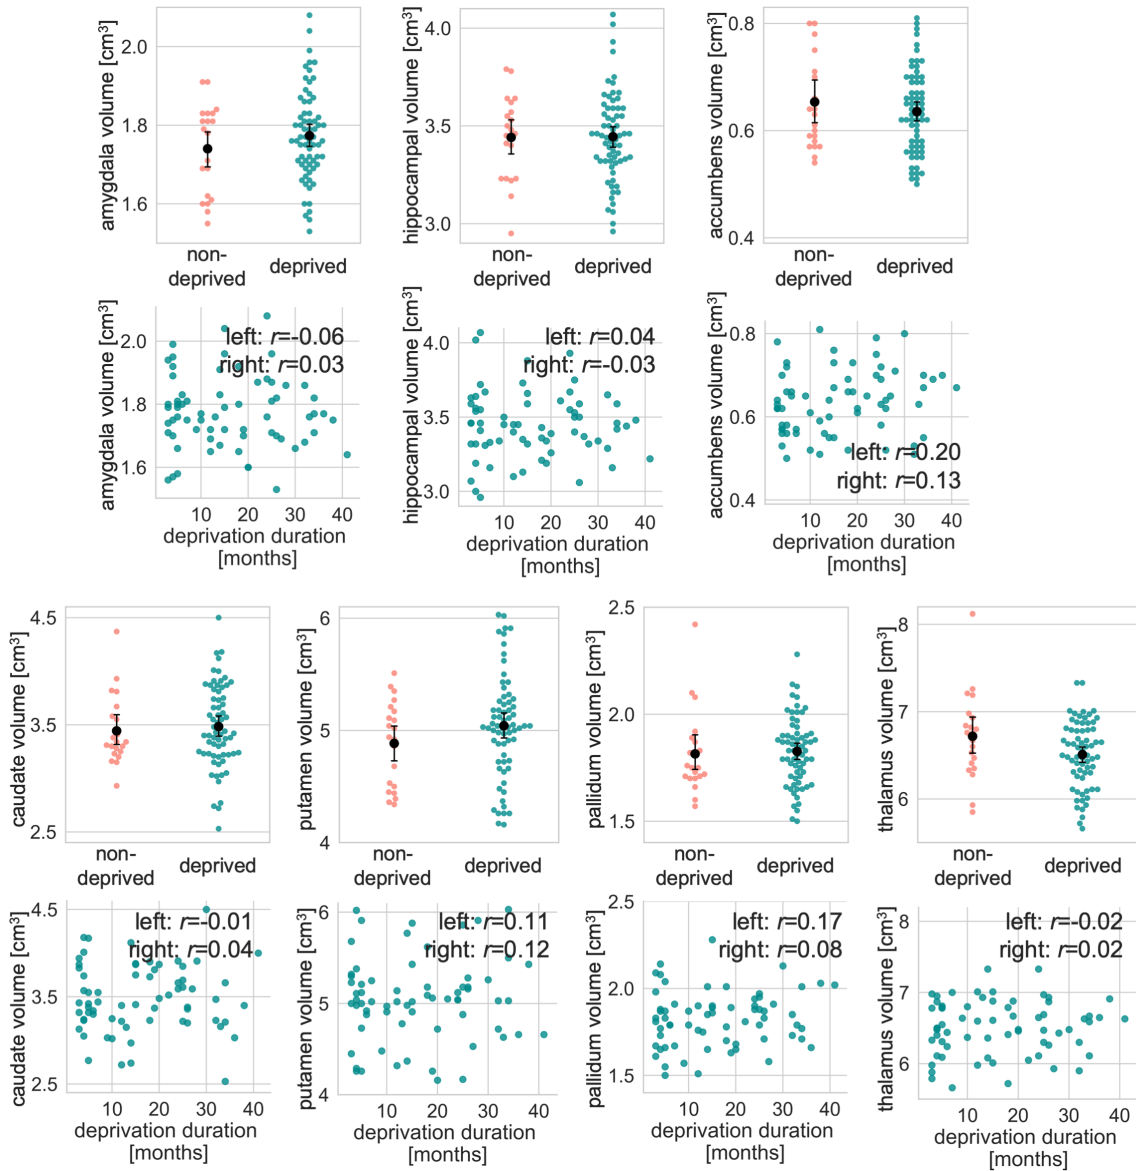 amygdala volume [cm³]
2.0
1.8
1.6
non-
deprived
deprived
hippocampal volume [cm³]
4.0
3.5
3.0
non-
deprived
deprived
accumbens volume [cm³]
0.8
0.6
0.4
non-
deprived
deprived
amygdala volume [cm³]
2.0
1.8
1.6
left: r=-0.06
right: r=0.03
10 20 30 40
deprivation duration
[months]
hippocampal volume [cm³]
4.0
3.5
3.0
left: r=0.04
right: r=-0.03
10 20 30 40
deprivation duration
[months]
accumbens volume [cm³]
0.8
0.6
0.4
left: r=0.20
right: r=0.13
10 20 30 40
deprivation duration
[months]
caudate volume [cm³]
4.5
3.5
2.5
non-
deprived
deprived
putamen volume [cm³]
6
5
4
non-
deprived
deprived
pallidum volume [cm³]
2.5
2.0
1.5
non-
deprived
deprived
thalamus volume [cm³]
8
7
6
non-
deprived
deprived
caudate volume [cm³]
4.5
3.5
2.5
left: r=-0.01
right: r=0.04
10 20 30 40
deprivation duration
[months]
putamen volume [cm³]
6
5
4
left: r=0.11
right: r=0.12
10 20 30 40
deprivation duration
[months]
pallidum volume [cm³]
2.5
2.0
1.5
left: r=0.17
right: r=0.08
10 20 30 40
deprivation duration
[months]
thalamus volume [cm³]
8
7
6
left: r=-0.02
right: r=0.02
10 20 30 40
deprivation duration
[months]